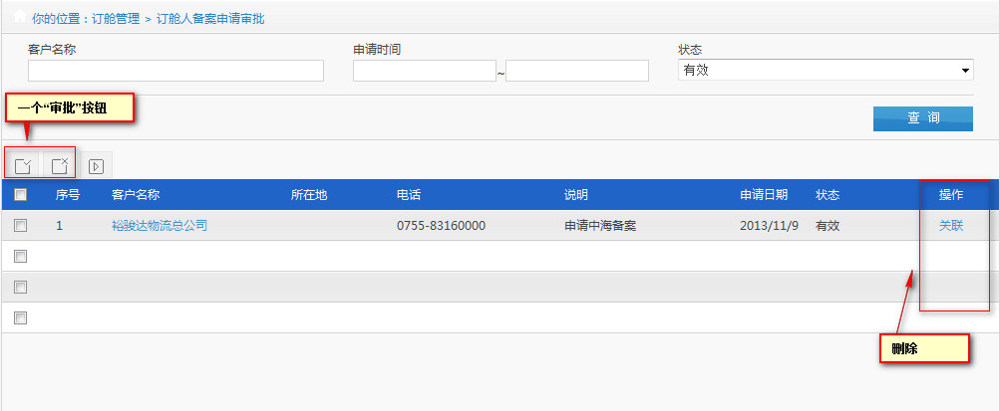 你的位置：订舱管理 > 订舱人备案申请审批
客户名称 申请时间 状态
~ 有效
一个“审批”按钮
查 询
序号 客户名称 所在地 电话 说明 申请日期 状态 操作
1 裕骏达物流总公司 0755-83160000 申请中海备案 2013/11/9 有效 关联
删除